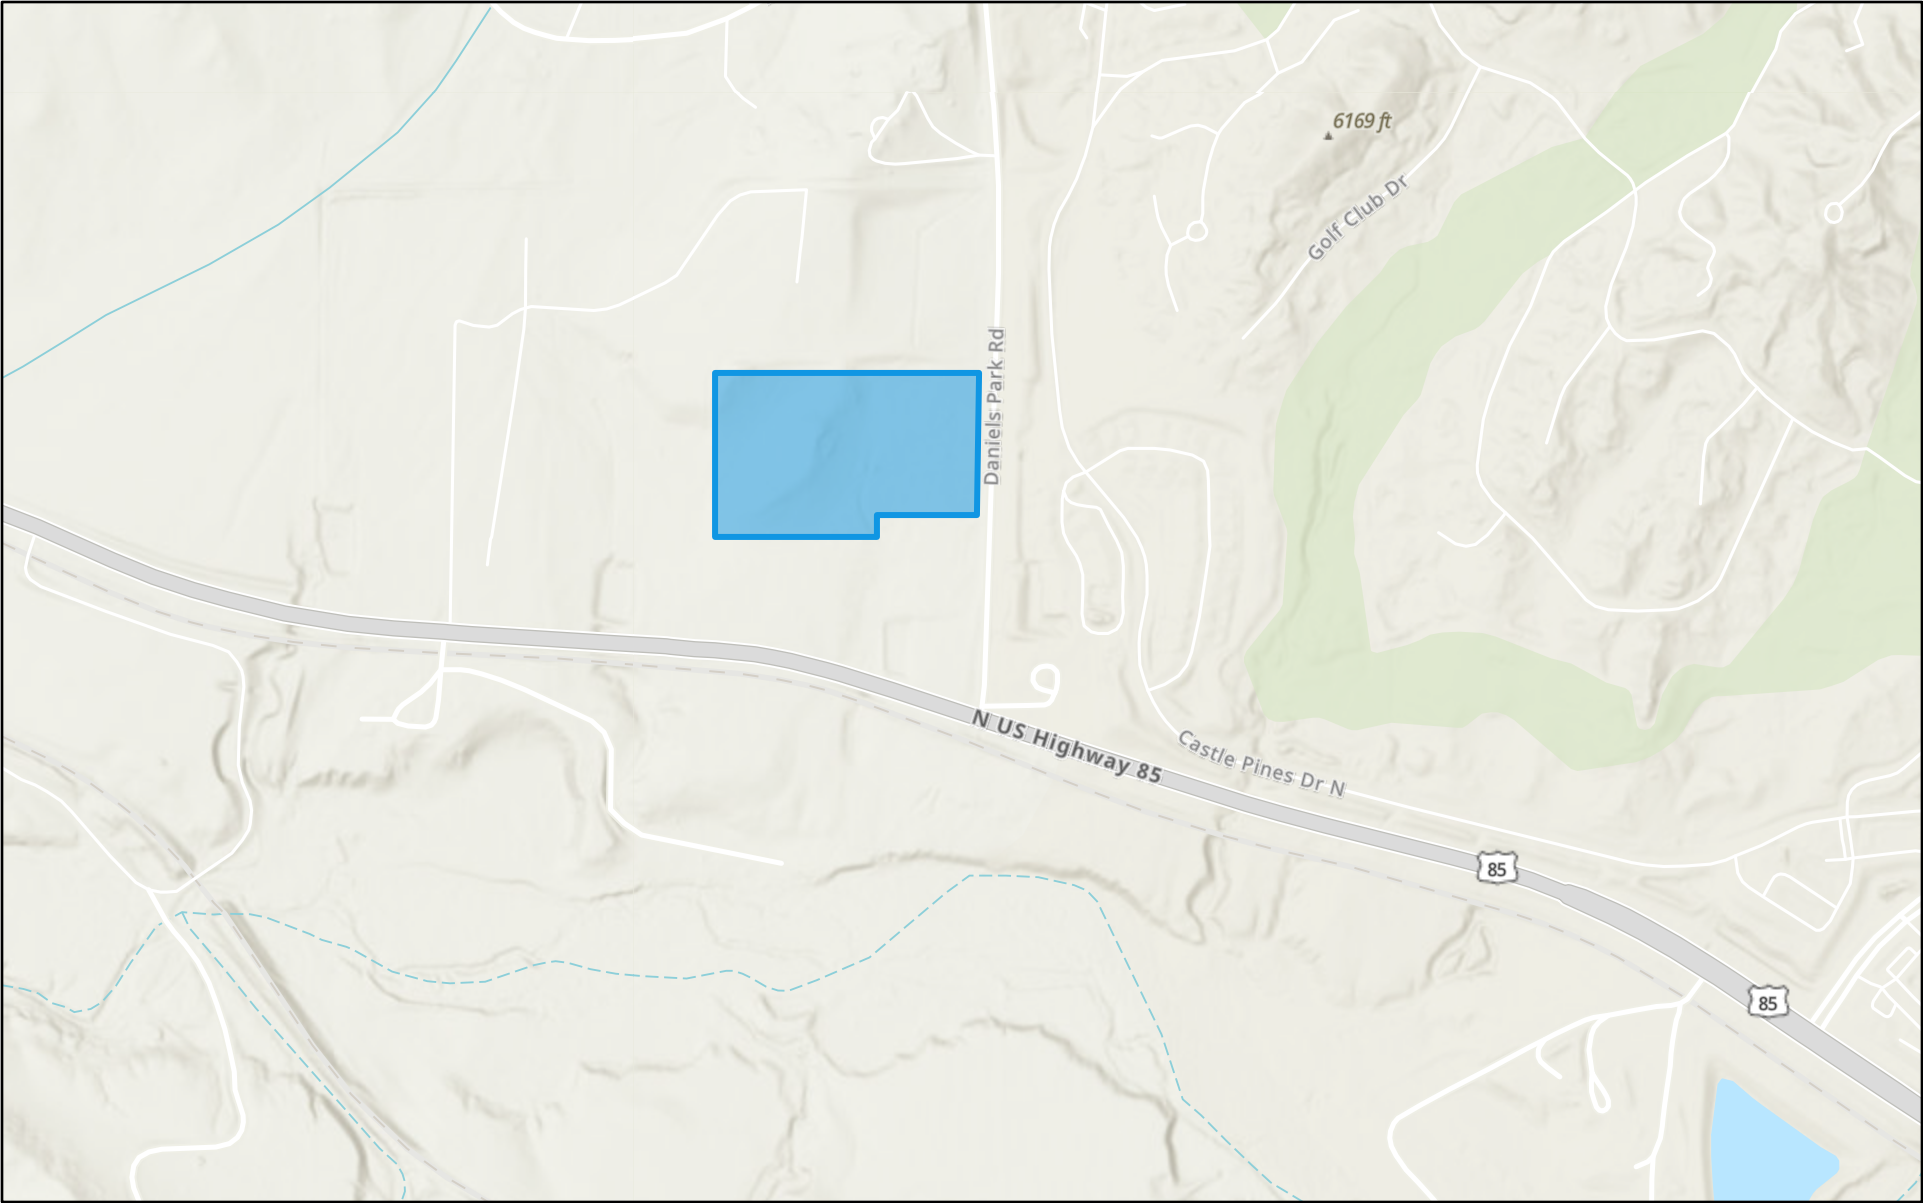 6169 ft
Golf Club Dr
Daniels Park Rd
N US Highway 85
Castle Pines Dr N
85
85